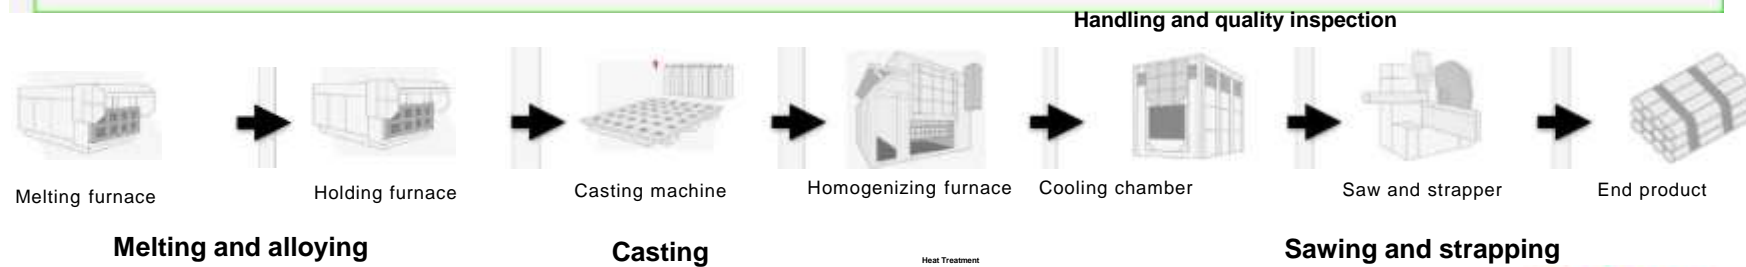 Handling and quality inspection
Melting furnace
Holding furnace
Casting machine
Homogenizing furnace
Cooling chamber
Saw and strapper
End product
Melting and alloying
Casting
Heat Treatment
Sawing and strapping